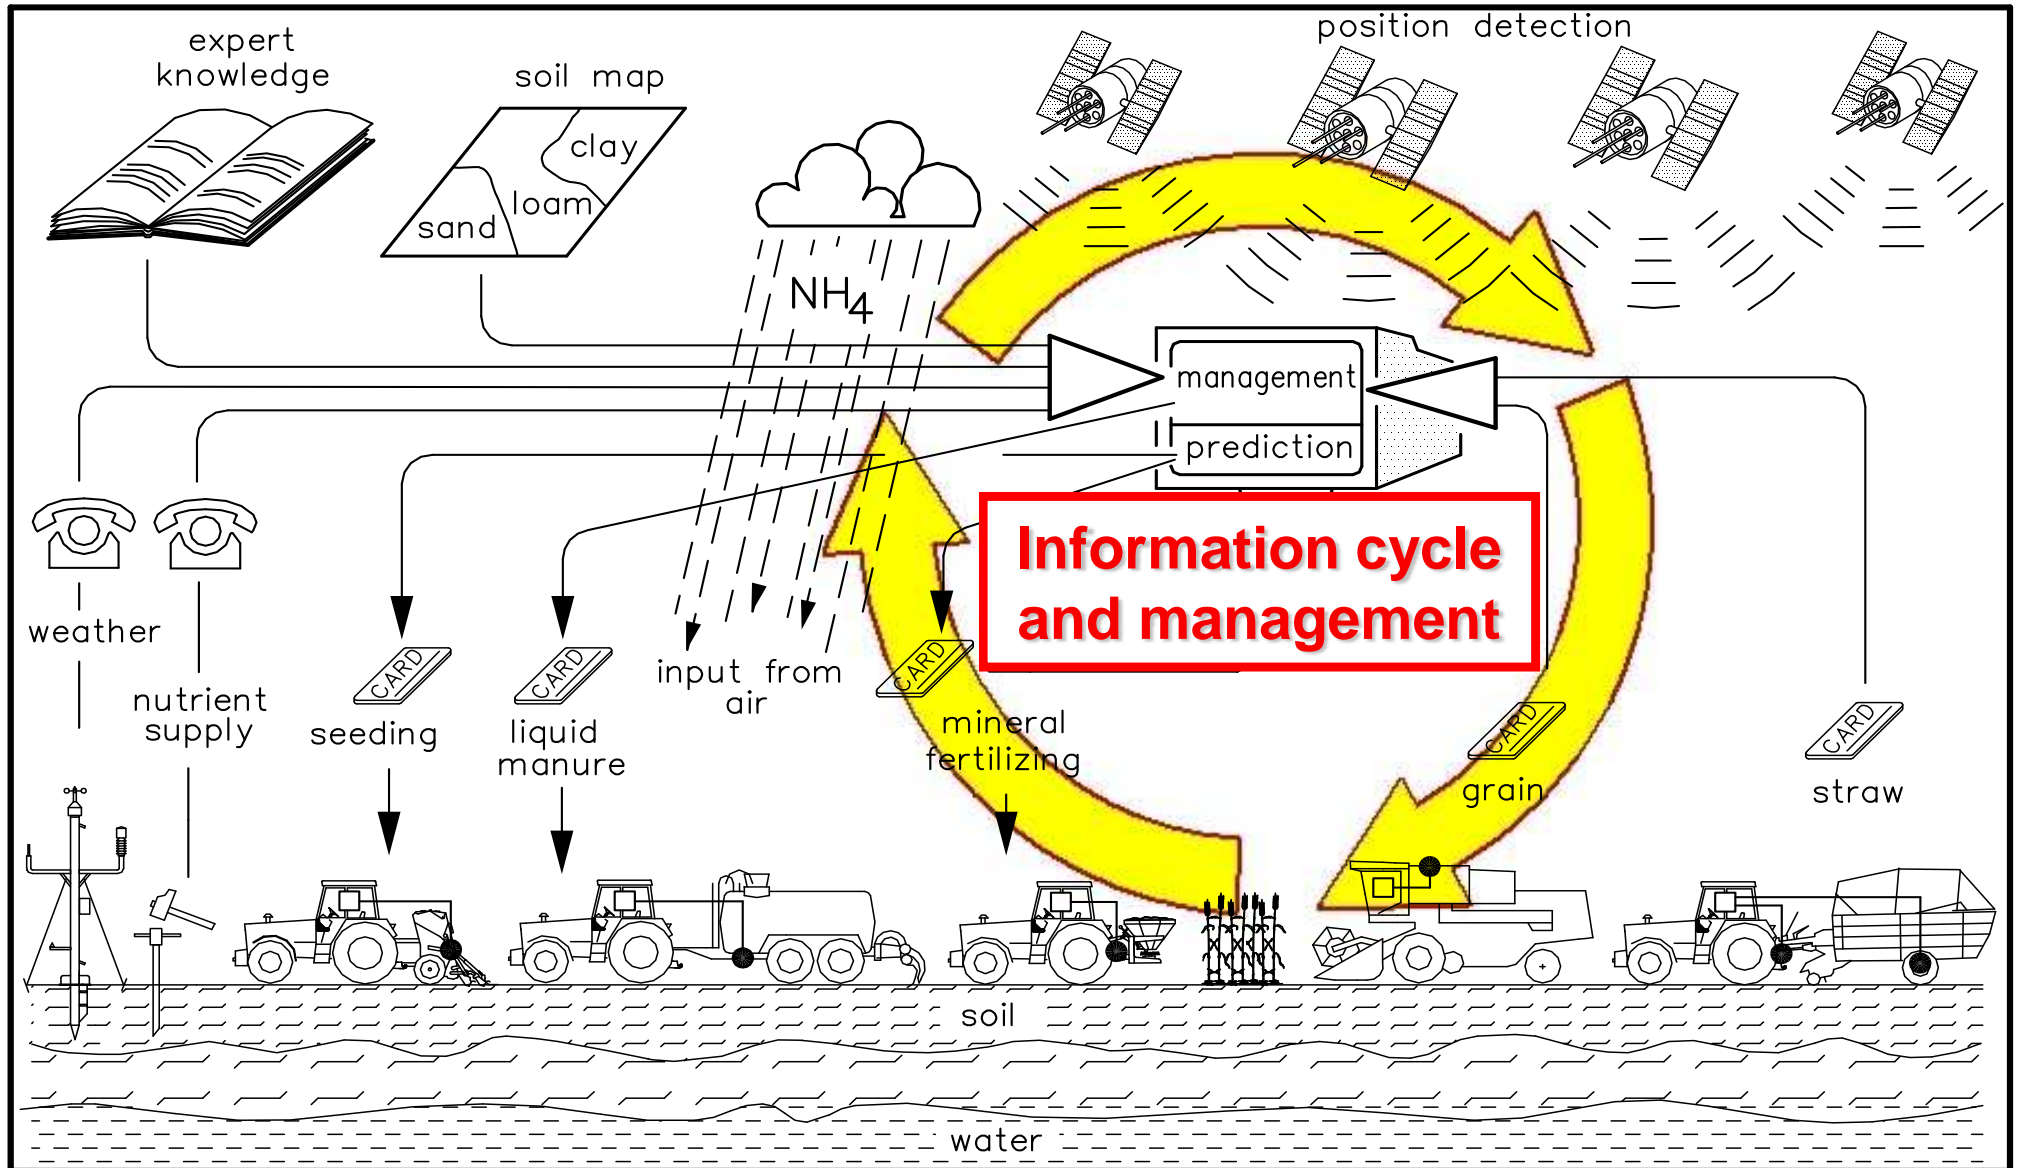 position detection
expert
knowledge
soil map
clay
loam
sand
NH4
management
prediction
Information cycle
and management
weather
nutrient
supply
CARD
seeding
CARD
liquid
manure
input from
air
CARD
mineral
fertilizing
CARD
grain
CARD
straw
soil
water